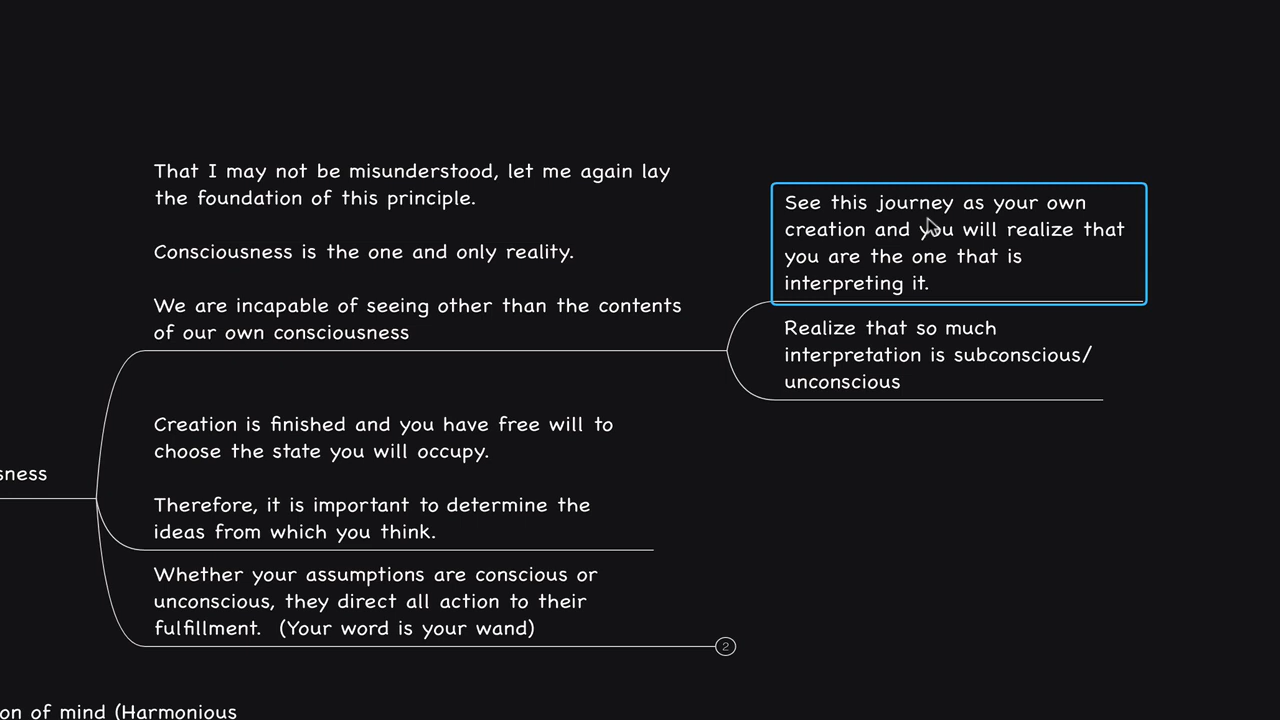 That I may not be misunderstood, let me again lay
the foundation of this principle.
Consciousness is the one and only reality.
We are incapable of seeing other than the contents
of our own consciousness
See this journey as your own
creation and you will realize that
you are the one that is
interpreting it.
Realize that so much
interpretation is subconscious/
unconscious
Creation is finished and you have free will to
choose the state you will occupy.
sness
Therefore, it is important to determine the
ideas from which you think.
Whether your assumptions are conscious or
unconscious, they direct all action to their
fulfillment.  (Your word is your wand)
2
on of mind (Harmonious